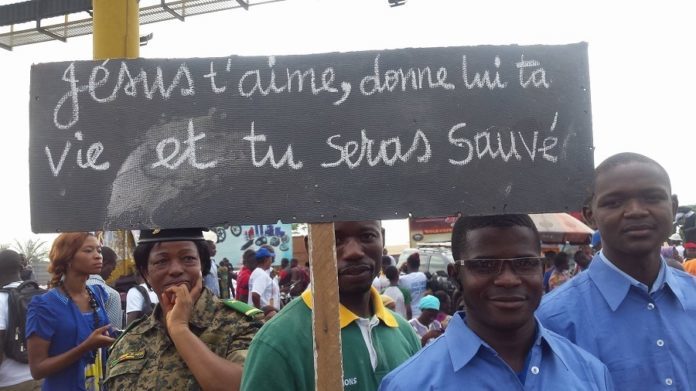 Jésus t'aime, donne lui ta
vie et tu seras sauvé